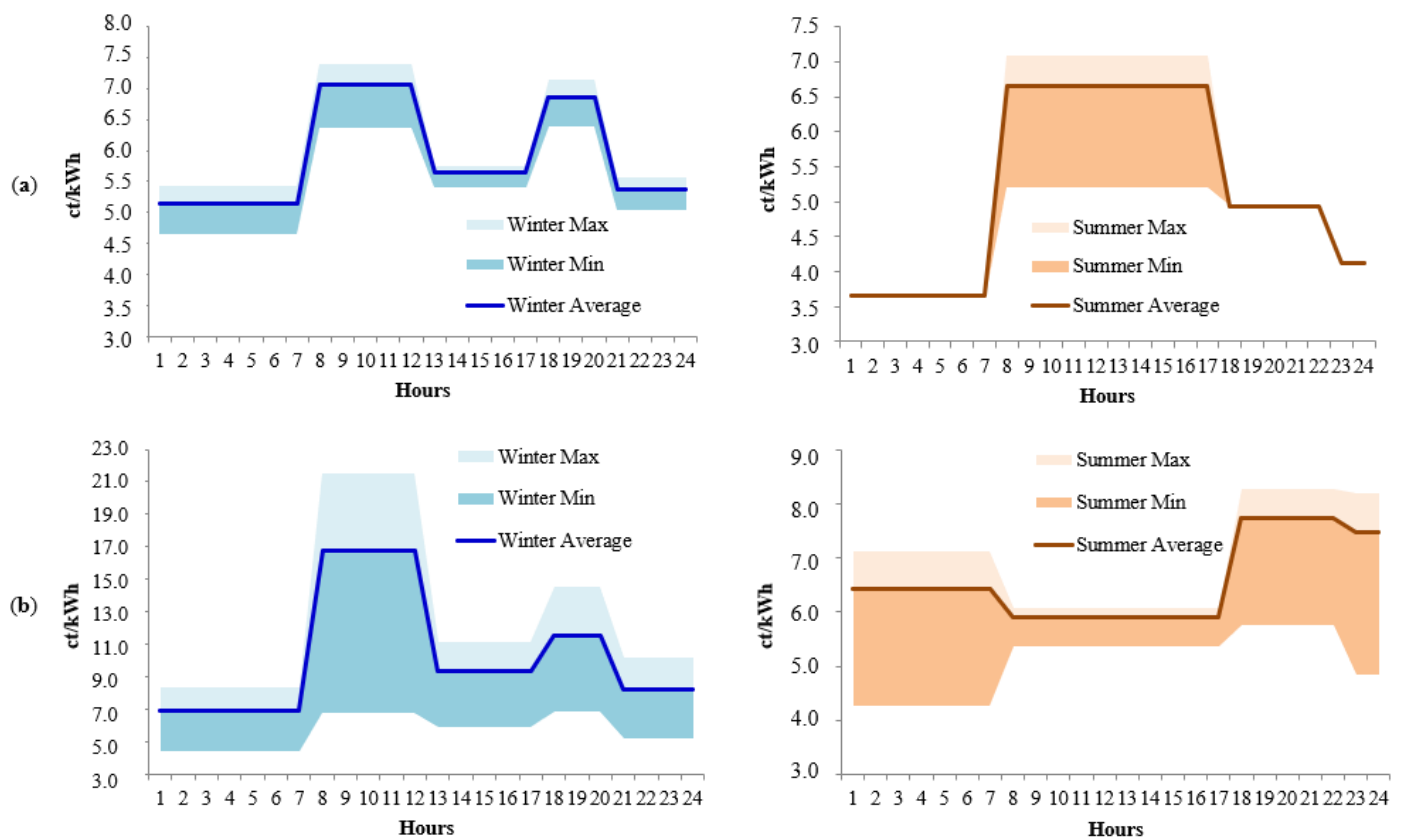 (a)
ct/kWh
8.0
7.5
7.0
6.5
6.0
5.5
5.0
4.5
4.0
3.5
3.0
Winter Max
Winter Min
Winter Average
1 2 3 4 5 6 7 8 9 10 11 12 13 14 15 16 17 18 19 20 21 22 23 24
Hours
ct/kWh
7.5
7.0
6.5
6.0
5.5
5.0
4.5
4.0
3.5
3.0
Summer Max
Summer Min
Summer Average
1 2 3 4 5 6 7 8 9 10 11 12 13 14 15 16 17 18 19 20 21 22 23 24
Hours
(b)
ct/kWh
23.0
21.0
19.0
17.0
15.0
13.0
11.0
9.0
7.0
5.0
3.0
Winter Max
Winter Min
Winter Average
1 2 3 4 5 6 7 8 9 10 11 12 13 14 15 16 17 18 19 20 21 22 23 24
Hours
ct/kWh
9.0
8.0
7.0
6.0
5.0
4.0
3.0
Summer Max
Summer Min
Summer Average
1 2 3 4 5 6 7 8 9 10 11 12 13 14 15 16 17 18 19 20 21 22 23 24
Hours